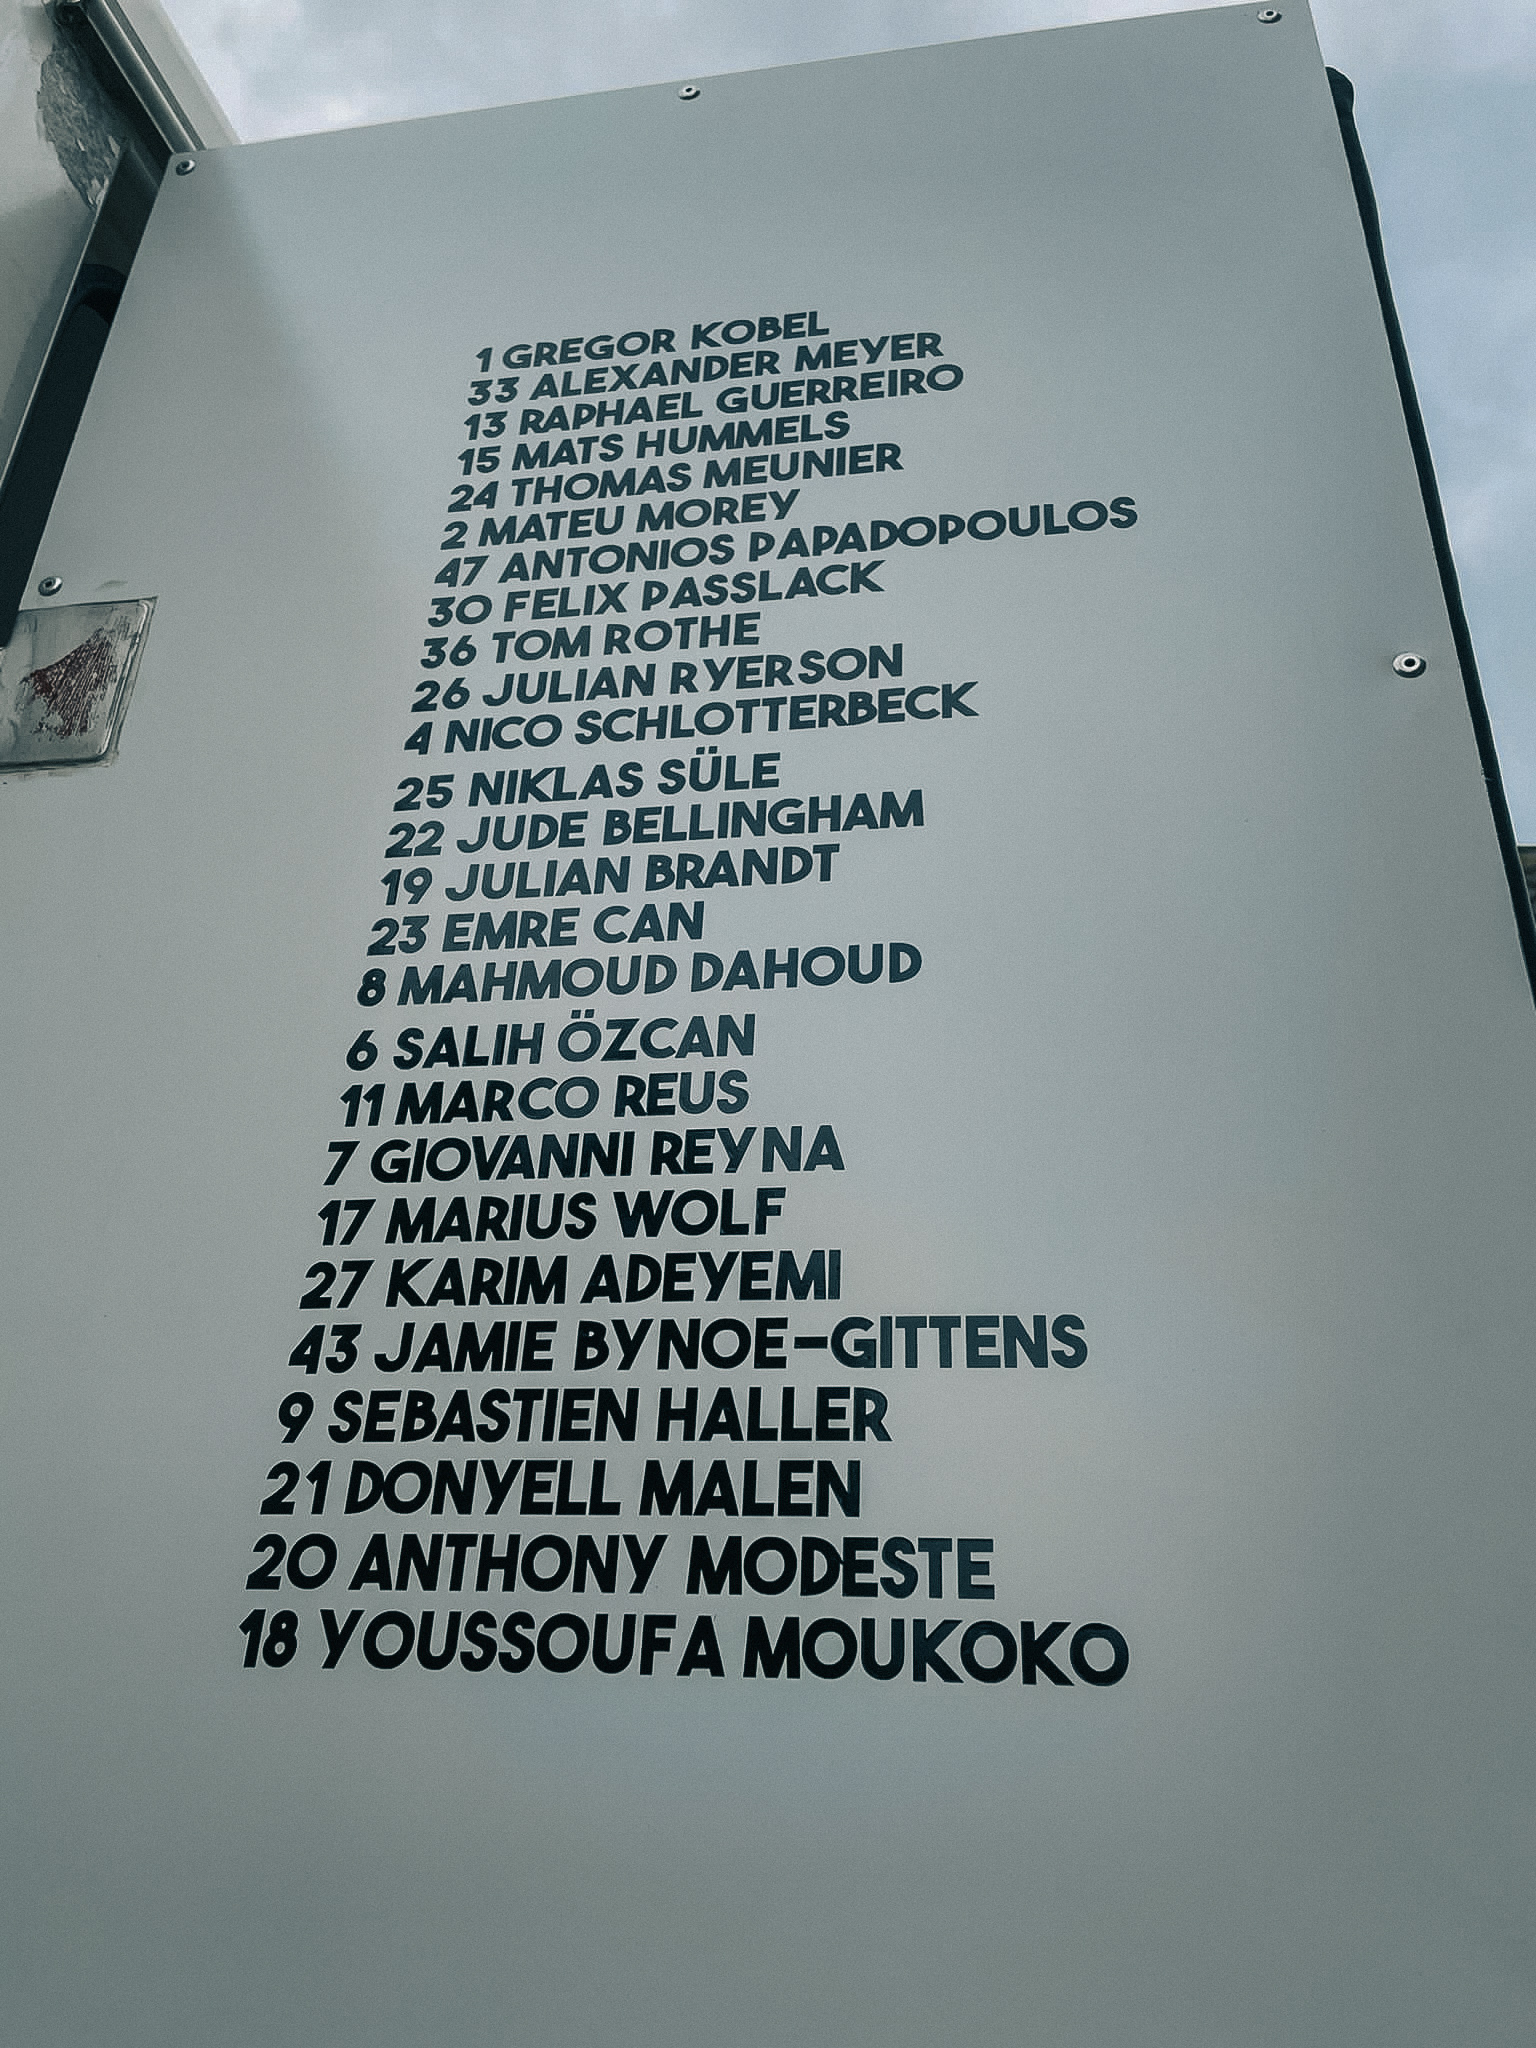 1 GREGOR KOBEL
33 ALEXANDER MEYER
13 RAPHAEL GUERREIRO
15 MATS HUMMELS
24 THOMAS MEUNIER
2 MATEU MOREY
47 ANTONIOS PAPADOPOULOS
30 FELIX PASSLACK
36 TOM ROTHE
26 JULIAN RYERSON
4 NICO SCHLOTTERBECK
25 NIKLAS SÜLE
22 JUDE BELLINGHAM
19 JULIAN BRANDT
23 EMRE CAN
8 MAHMOUD DAHOUD
6 SALIH ÖZCAN
11 MARCO REUS
7 GIOVANNI REYNA
17 MARIUS WOLF
27 KARIM ADEYEMI
43 JAMIE BYNOE-GITTENS
9 SEBASTIEN HALLER
21 DONYELL MALEN
20 ANTHONY MODESTE
18 YOUSSOUFA MOUKOKO